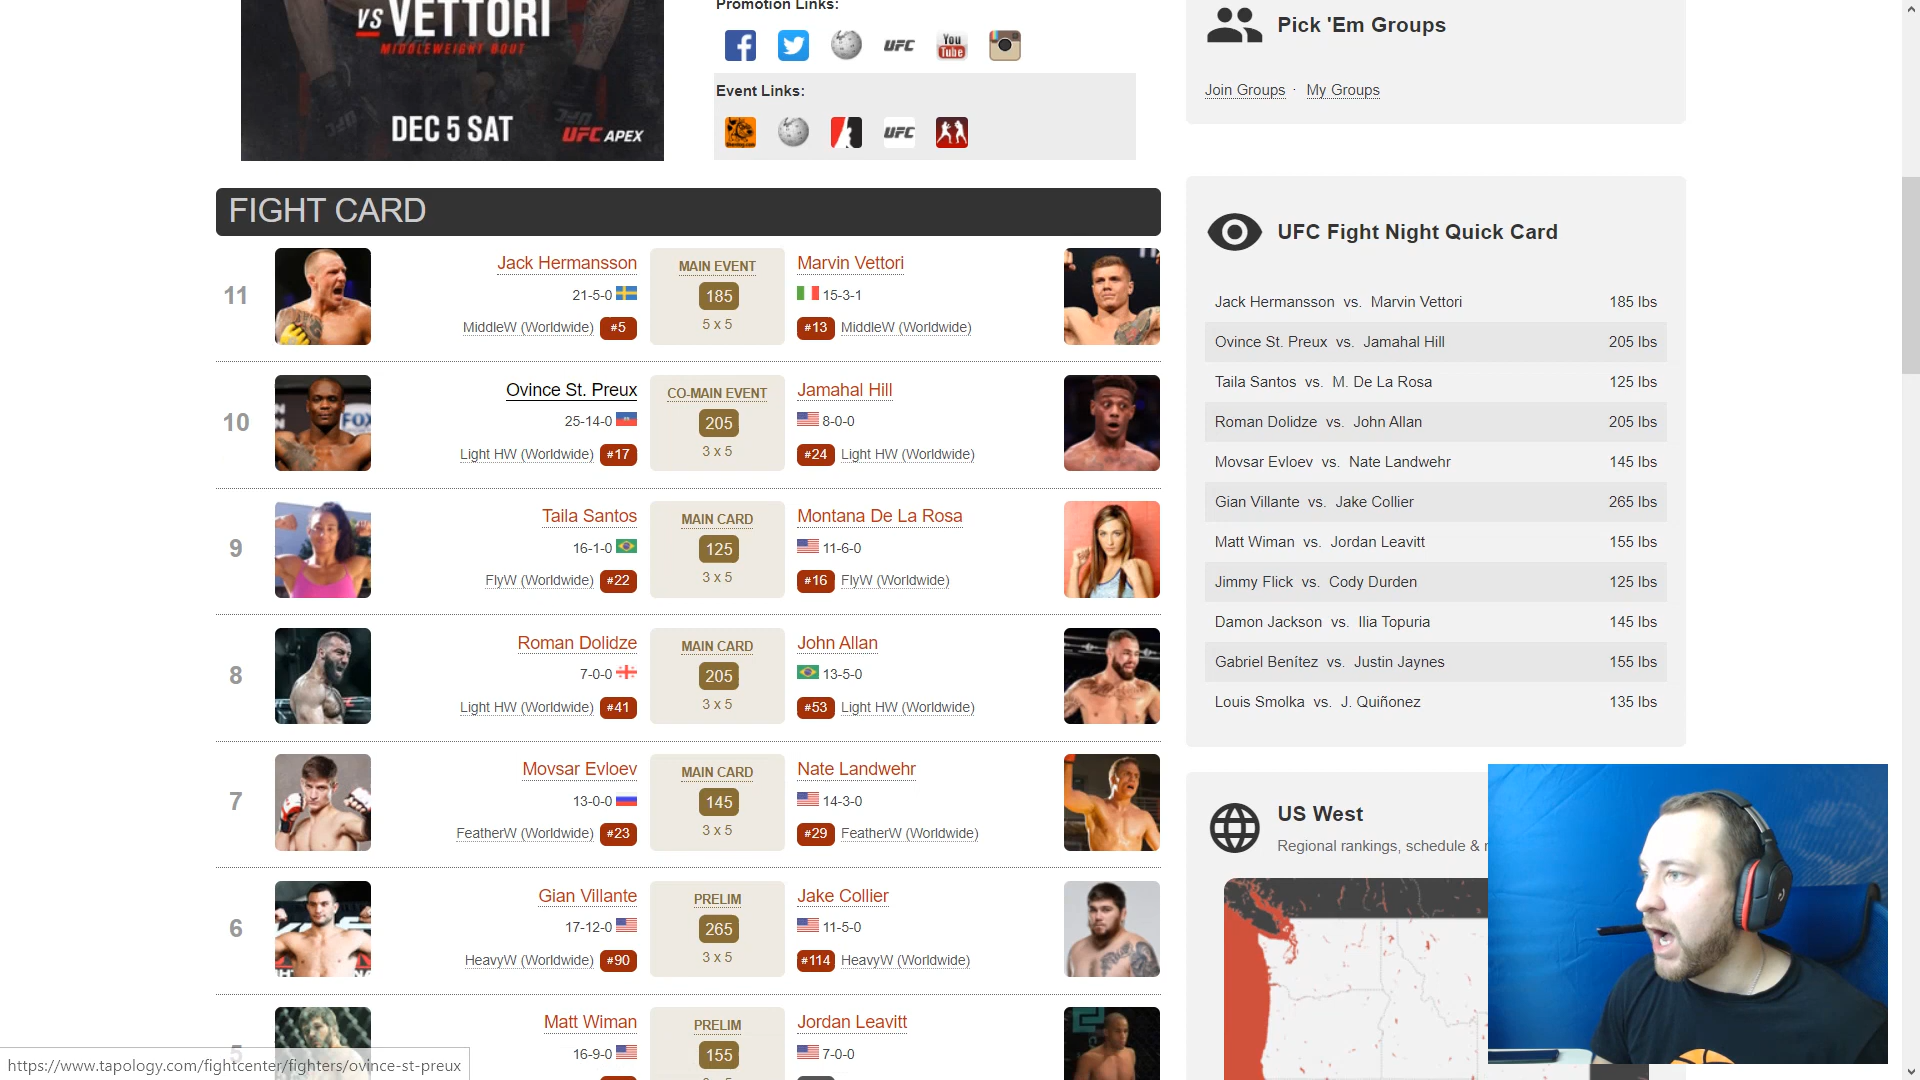 VS VETTORI
MIDDLEWEIGHT BOUT
DEC 5 SAT
UFC APEX
Promotion Links:
UFC
You
Tube
Event Links:
UFC
Pick 'Em Groups
Join Groups · My Groups
FIGHT CARD
11
Jack Hermansson
21-5-0
MiddleW (Worldwide) #5
MAIN EVENT
185
5 x 5
Marvin Vettori
15-3-1
#13 MiddleW (Worldwide)
10
Ovince St. Preux
25-14-0
Light HW (Worldwide) #17
CO-MAIN EVENT
205
3 x 5
Jamahal Hill
8-0-0
#24 Light HW (Worldwide)
9
Taila Santos
16-1-0
FlyW (Worldwide) #22
MAIN CARD
125
3 x 5
Montana De La Rosa
11-6-0
#16 FlyW (Worldwide)
8
Roman Dolidze
7-0-0
Light HW (Worldwide) #41
MAIN CARD
205
3 x 5
John Allan
13-5-0
#53 Light HW (Worldwide)
7
Movsar Evloev
13-0-0
FeatherW (Worldwide) #23
MAIN CARD
145
3 x 5
Nate Landwehr
14-3-0
#29 FeatherW (Worldwide)
6
Gian Villante
17-12-0
HeavyW (Worldwide) #90
PRELIM
265
3 x 5
Jake Collier
11-5-0
#114 HeavyW (Worldwide)
5
Matt Wiman
16-9-0
PRELIM
155
Jordan Leavitt
7-0-0
UFC Fight Night Quick Card
Jack Hermansson vs. Marvin Vettori 185 lbs
Ovince St. Preux vs. Jamahal Hill 205 lbs
Taila Santos vs. M. De La Rosa 125 lbs
Roman Dolidze vs. John Allan 205 lbs
Movsar Evloev vs. Nate Landwehr 145 lbs
Gian Villante vs. Jake Collier 265 lbs
Matt Wiman vs. Jordan Leavitt 155 lbs
Jimmy Flick vs. Cody Durden 125 lbs
Damon Jackson vs. Ilia Topuria 145 lbs
Gabriel Benítez vs. Justin Jaynes 155 lbs
Louis Smolka vs. J. Quiñonez 135 lbs
US West
Regional rankings, schedule &
https://www.tapology.com/fightcenter/fighters/ovince-st-preux